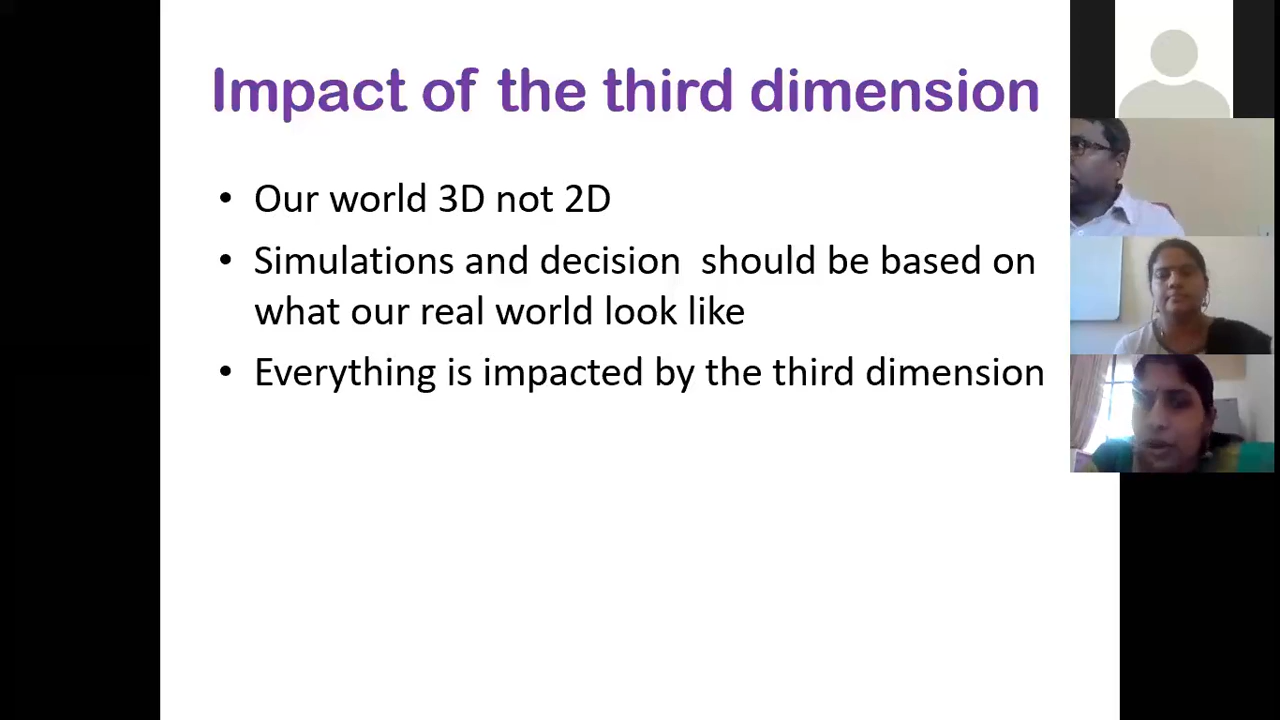 Impact of the third dimension
• Our world 3D not 2D
• Simulations and decision  should be based on
what our real world look like
• Everything is impacted by the third dimension